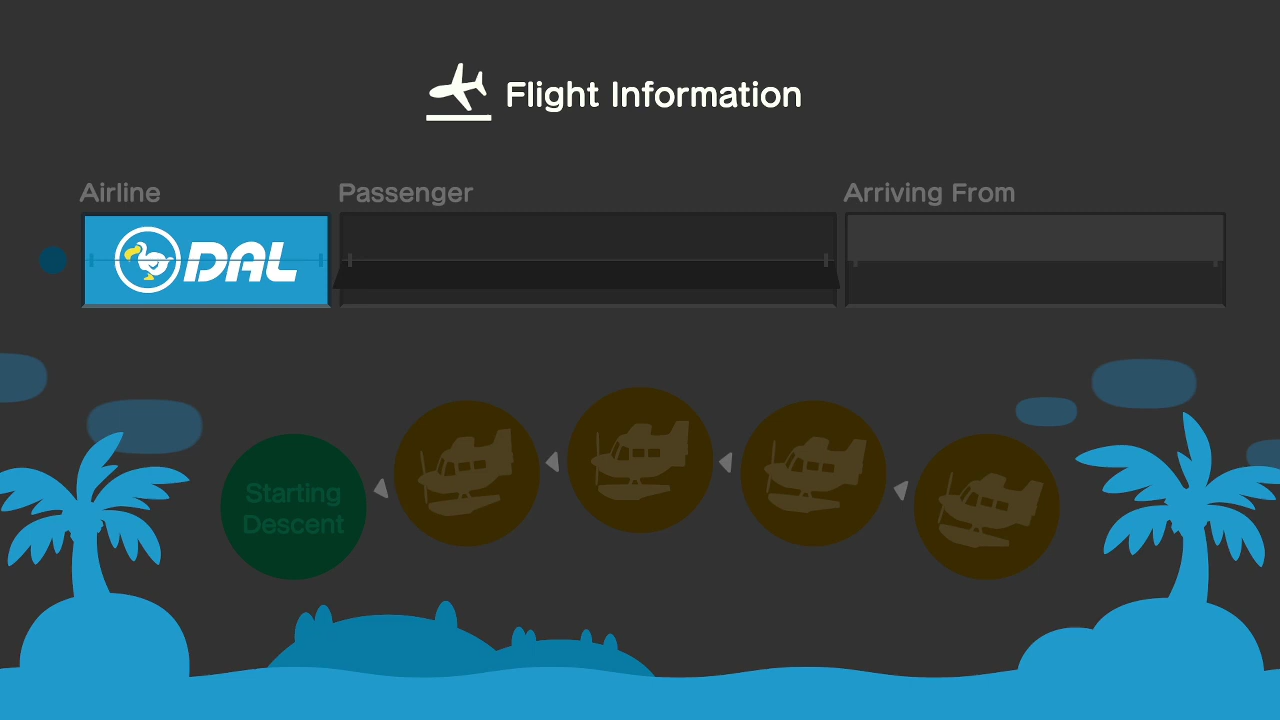 Flight Information
Airline
Passenger
Arriving From
DAL
Starting
Descent